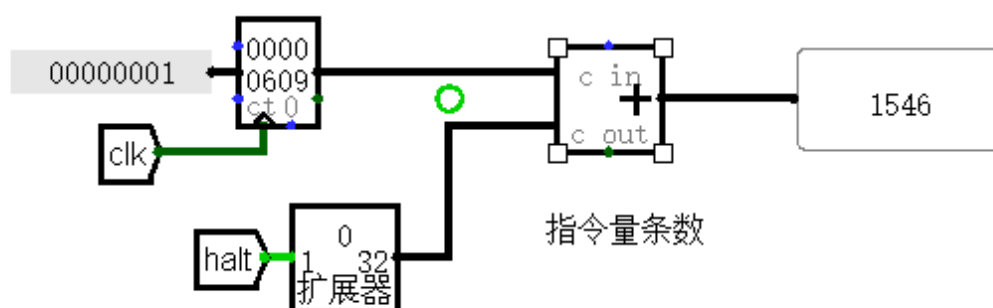 00000001
0000
0609
ct 0
clk
c in
c out
1546
halt
0
1 32
扩展器
指令量条数